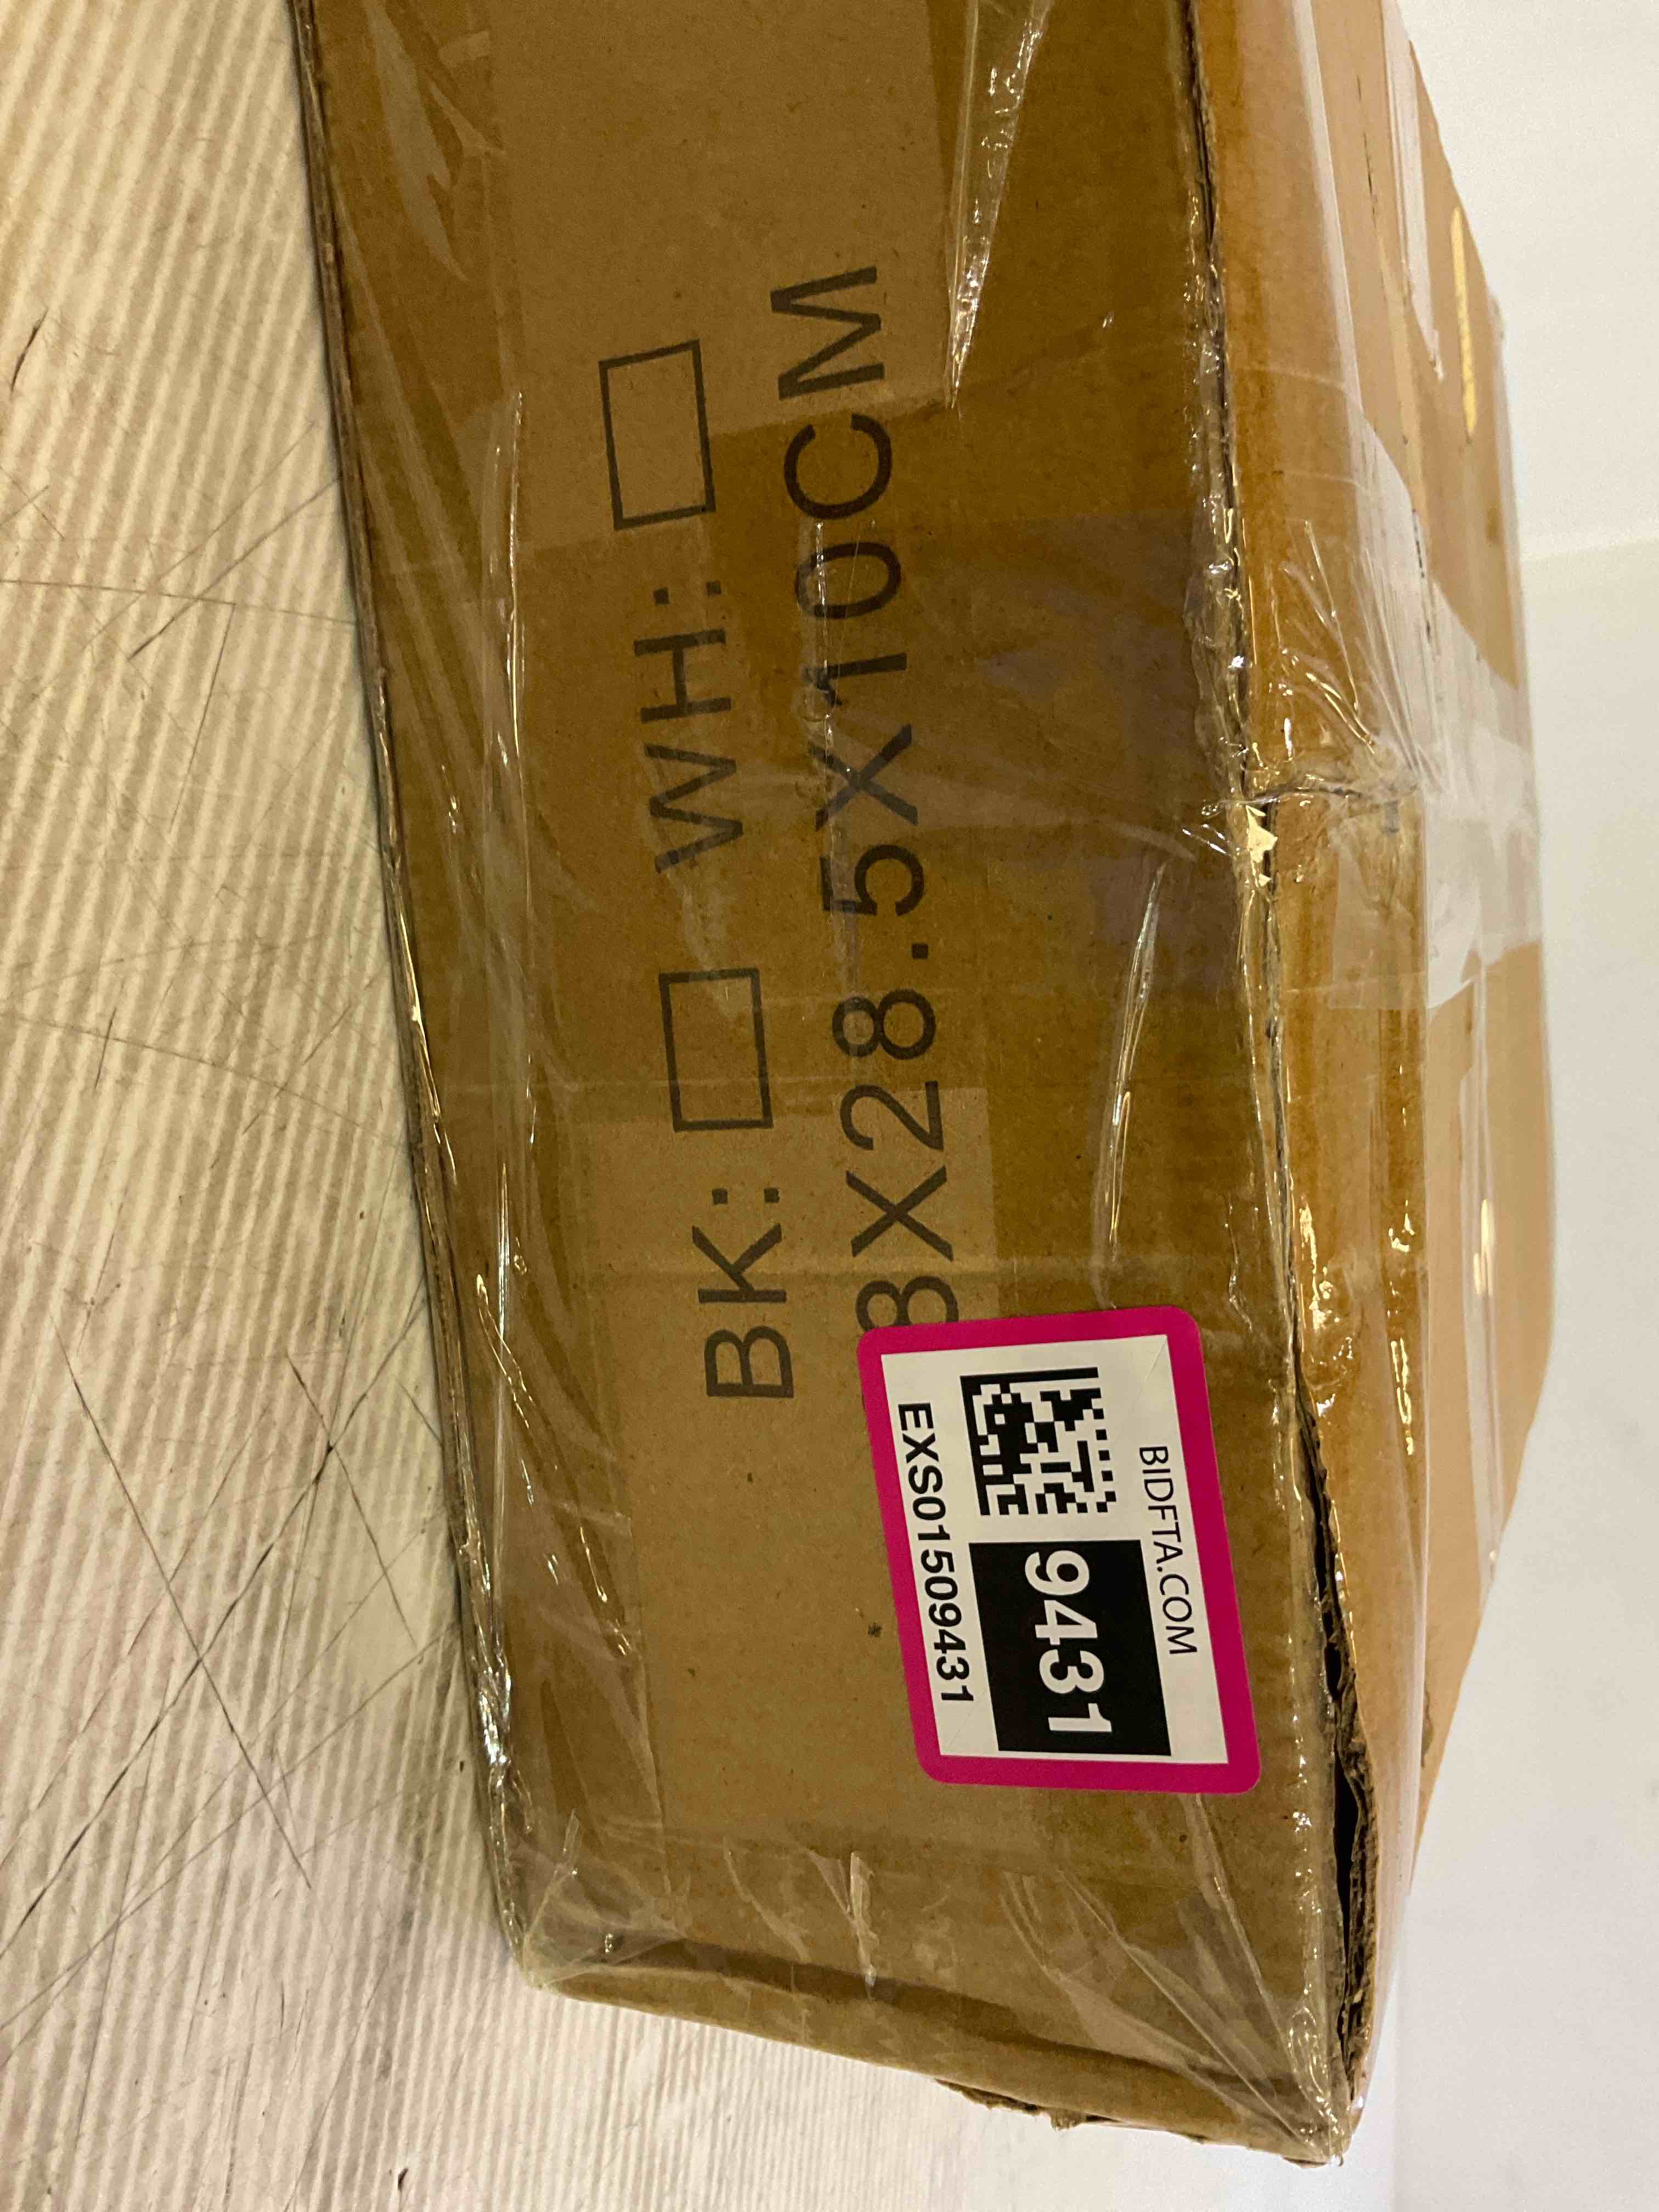 BK: WH:
8X28.5X10CM
BIDFTA.COM
9431
EXS01509431